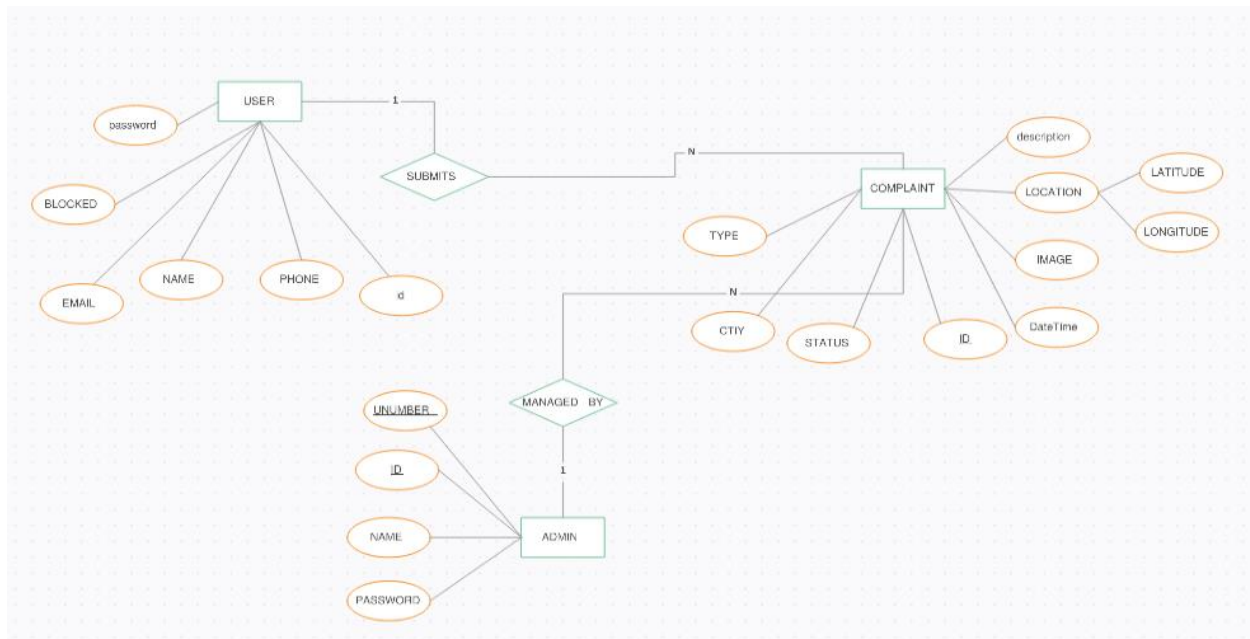 USER
1
password
SUBMITS
N
COMPLAINT
description
LOCATION
LATITUDE
LONGITUDE
BLOCKED
EMAIL
NAME
PHONE
id
TYPE
IMAGE
CTIY
STATUS
ID
DateTime
N
MANAGED BY
UNUMBER
ID
1
NAME
ADMIN
PASSWORD